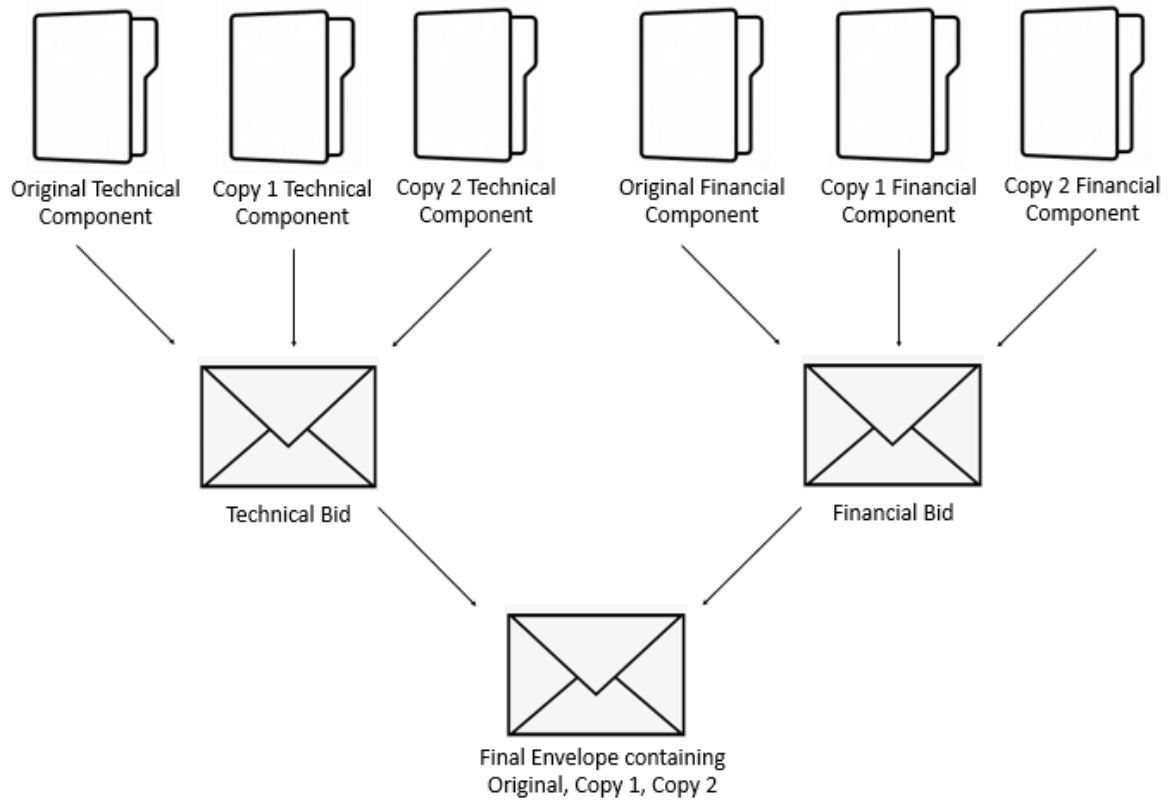 Original Technical
Component
Copy 1 Technical
Component
Copy 2 Technical
Component
Original Financial
Component
Copy 1 Financial
Component
Copy 2 Financial
Component
Technical Bid
Financial Bid
Final Envelope containing
Original, Copy 1, Copy 2